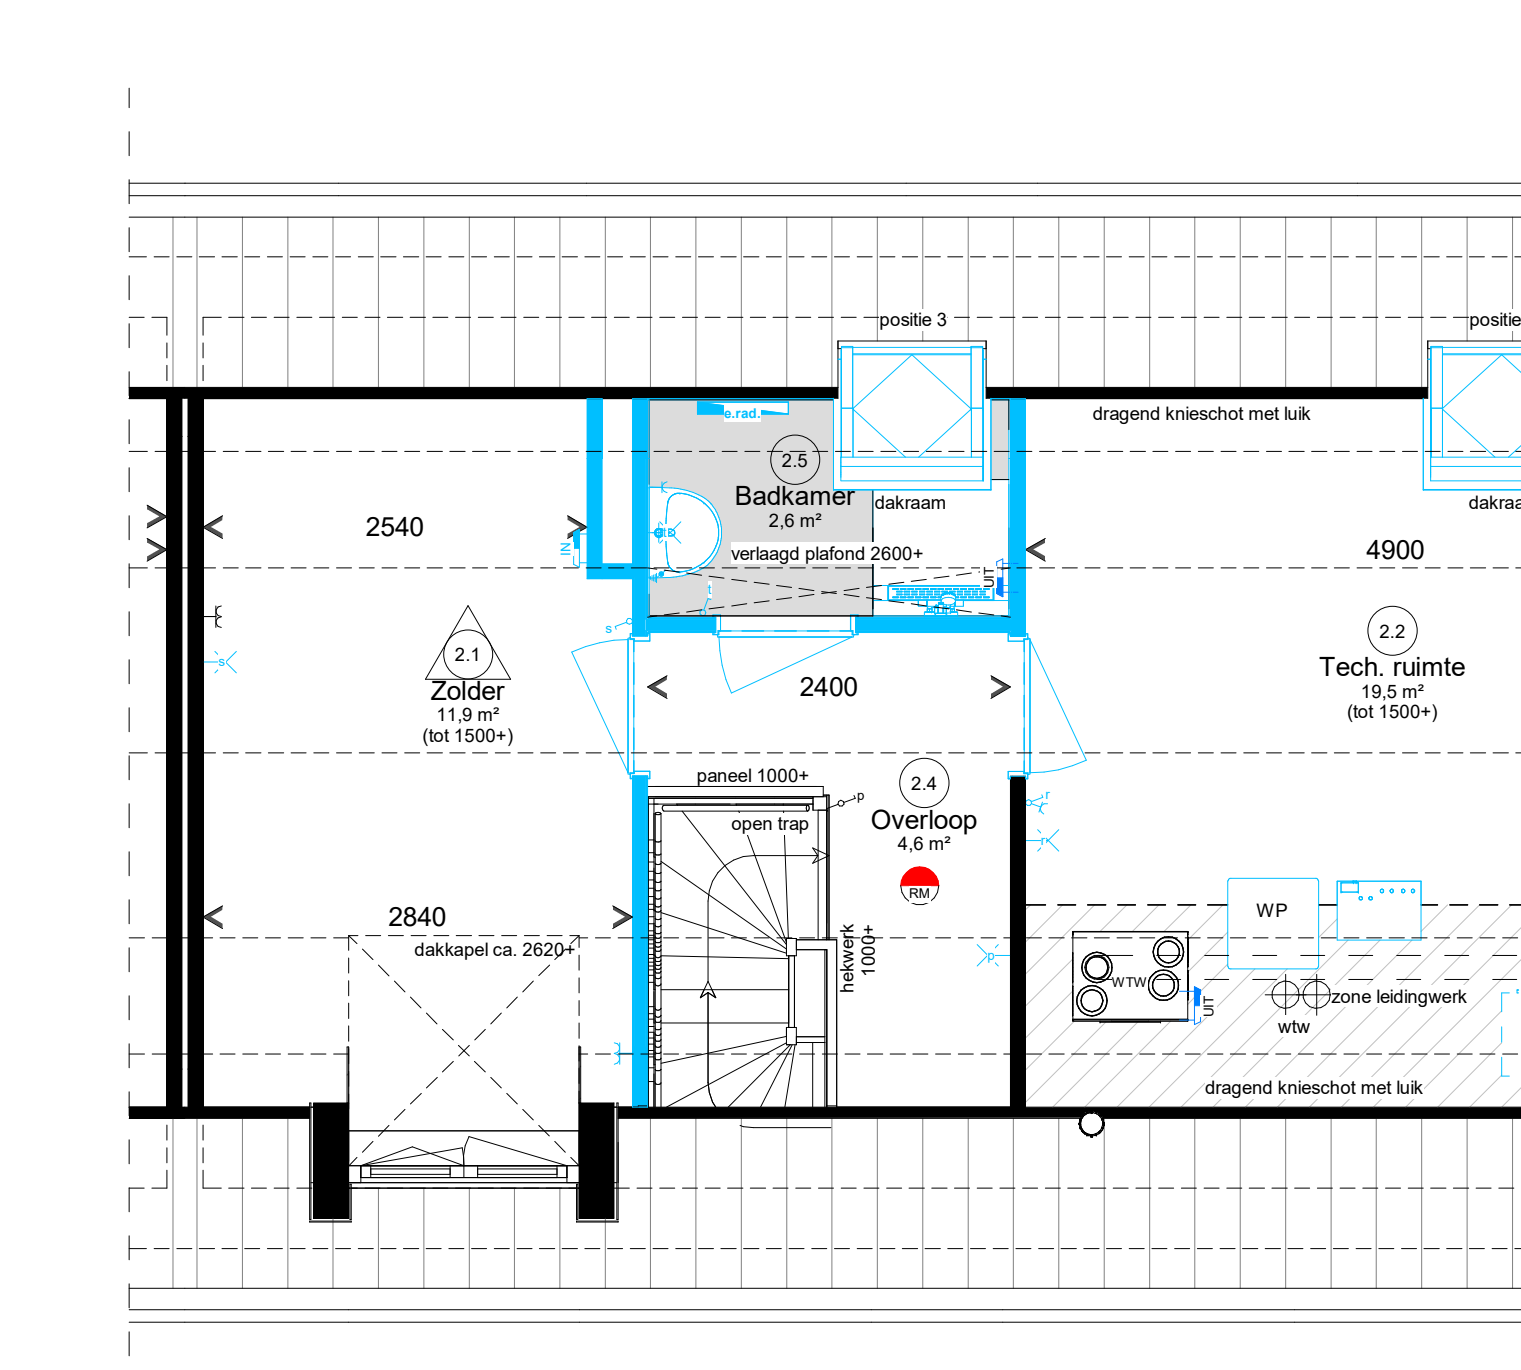 positie 3
positie
e.rad.
dragend knieschot met luik
2.5
Badkamer
2,6 m²
dakraam
dakraa
2540
verlaagd plafond 2600+
4900
IN
UIT
t
s
2.1
Zolder
11,9 m²
(tot 1500+)
s
2400
2.2
Tech. ruimte
19,5 m²
(tot 1500+)
paneel 1000+
p
open trap
2.4
Overloop
4,6 m²
RM
r
r
2840
dakkapel ca. 2620+
hekwerk
1000+
p
WP
WTW
UIT
zone leidingwerk
wtw
dragend knieschot met luik